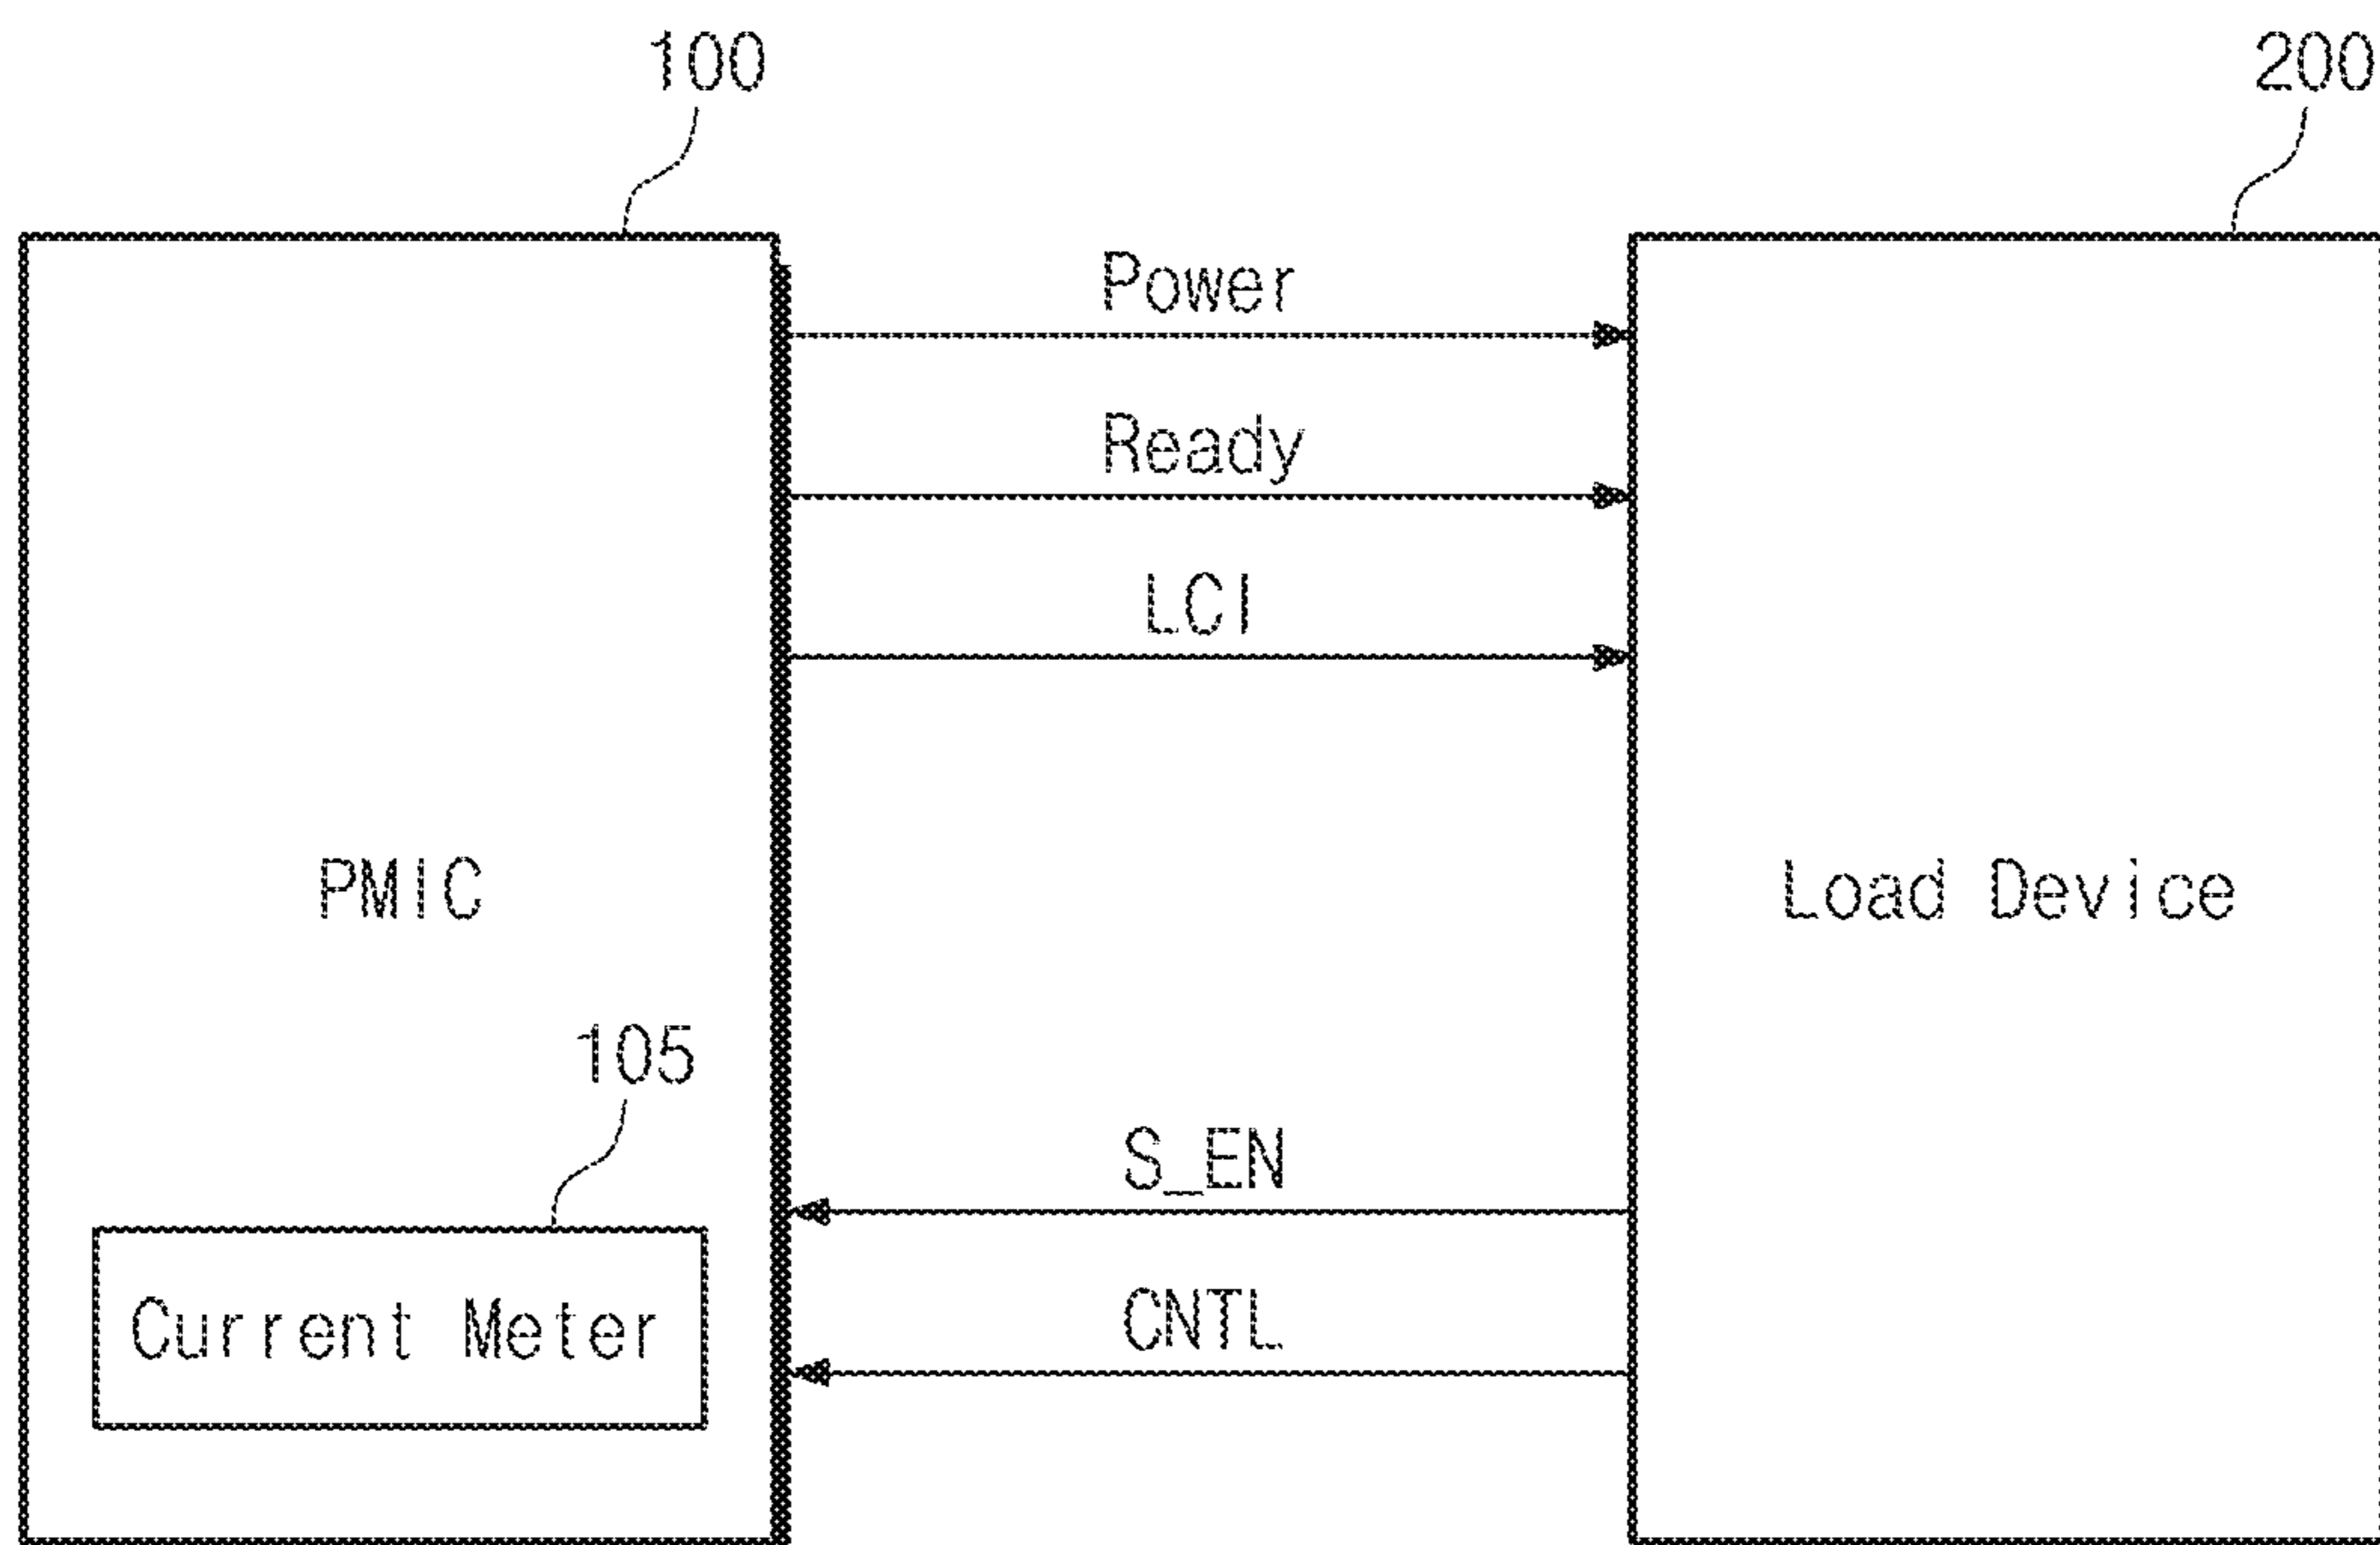 100
200
Power
Ready
LCI
PMIC
Load Device
105
S_EN
Current Meter
CNTL